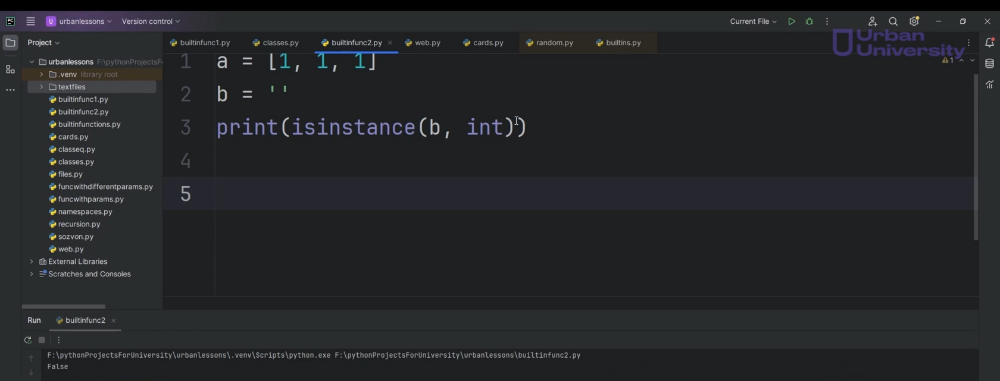 PC U urbanlessons Version control Current File
Project builtinfunc1.py classes.py builtinfunc2.py web.py cards.py random.py builtins.py
Urban
University
urbanlessons F:\pythonProjectsF
.venv library root
textfiles
builtinfunc1.py
builtinfunc2.py
builtinfunctions.py
cards.py
classeq.py
classes.py
files.py
funcwithdifferentparams.py
funcwithparams.py
namespaces.py
recursion.py
sozvon.py
web.py
External Libraries
Scratches and Consoles
1 a = [1, 1, 1]
2 b = ''
3 print(isinstance(b, int))
4
5
1
Run builtinfunc2
F:\pythonProjectsForUniversity\urbanlessons\.venv\Scripts\python.exe F:\pythonProjectsForUniversity\urbanlessons\builtinfunc2.py
False